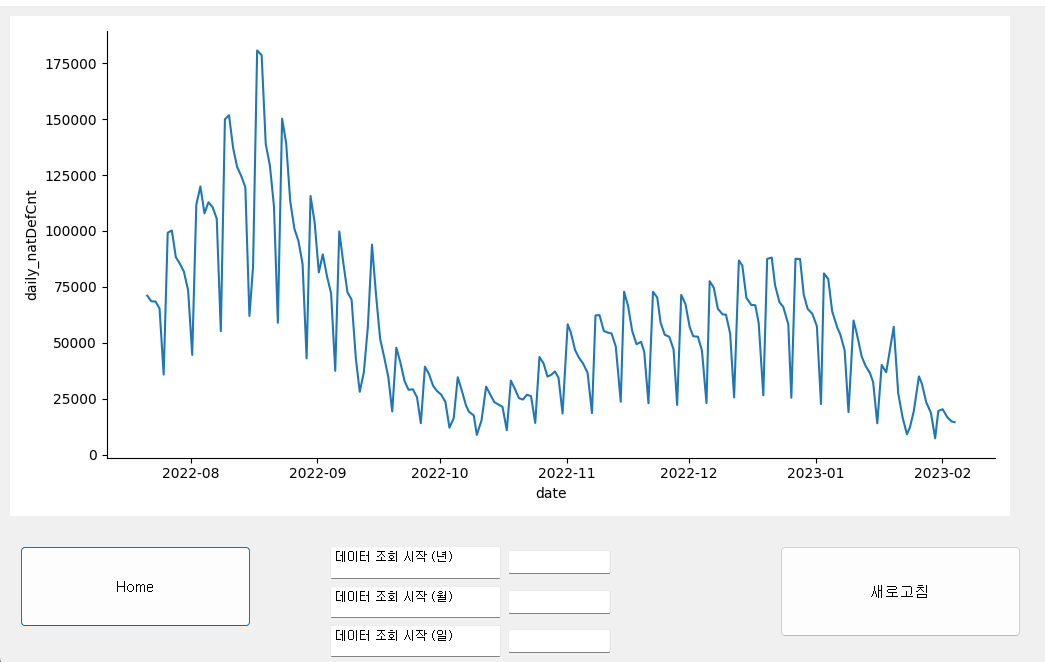 175000
150000
125000
100000
75000
50000
25000
0
daily_natDefCnt
2022-08 2022-09 2022-10 2022-11 2022-12 2023-01 2023-02
date
Home
데이터 조회 시작 (년)
데이터 조회 시작 (월)
데이터 조회 시작 (일)
새로고침